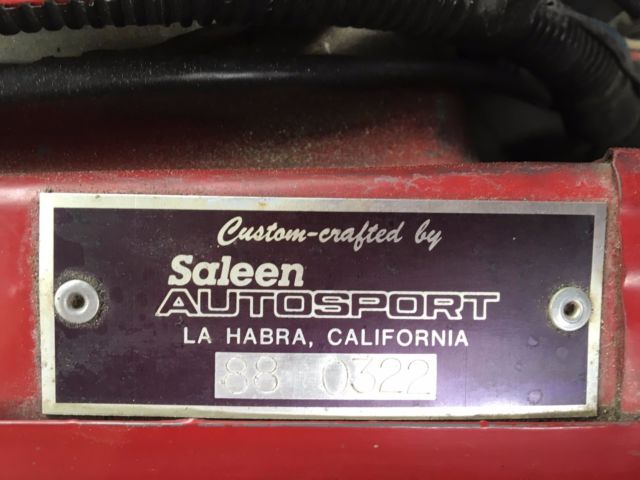 Custom-crafted by
Saleen
AUTOSPORT
LA HABRA, CALIFORNIA
88 0322